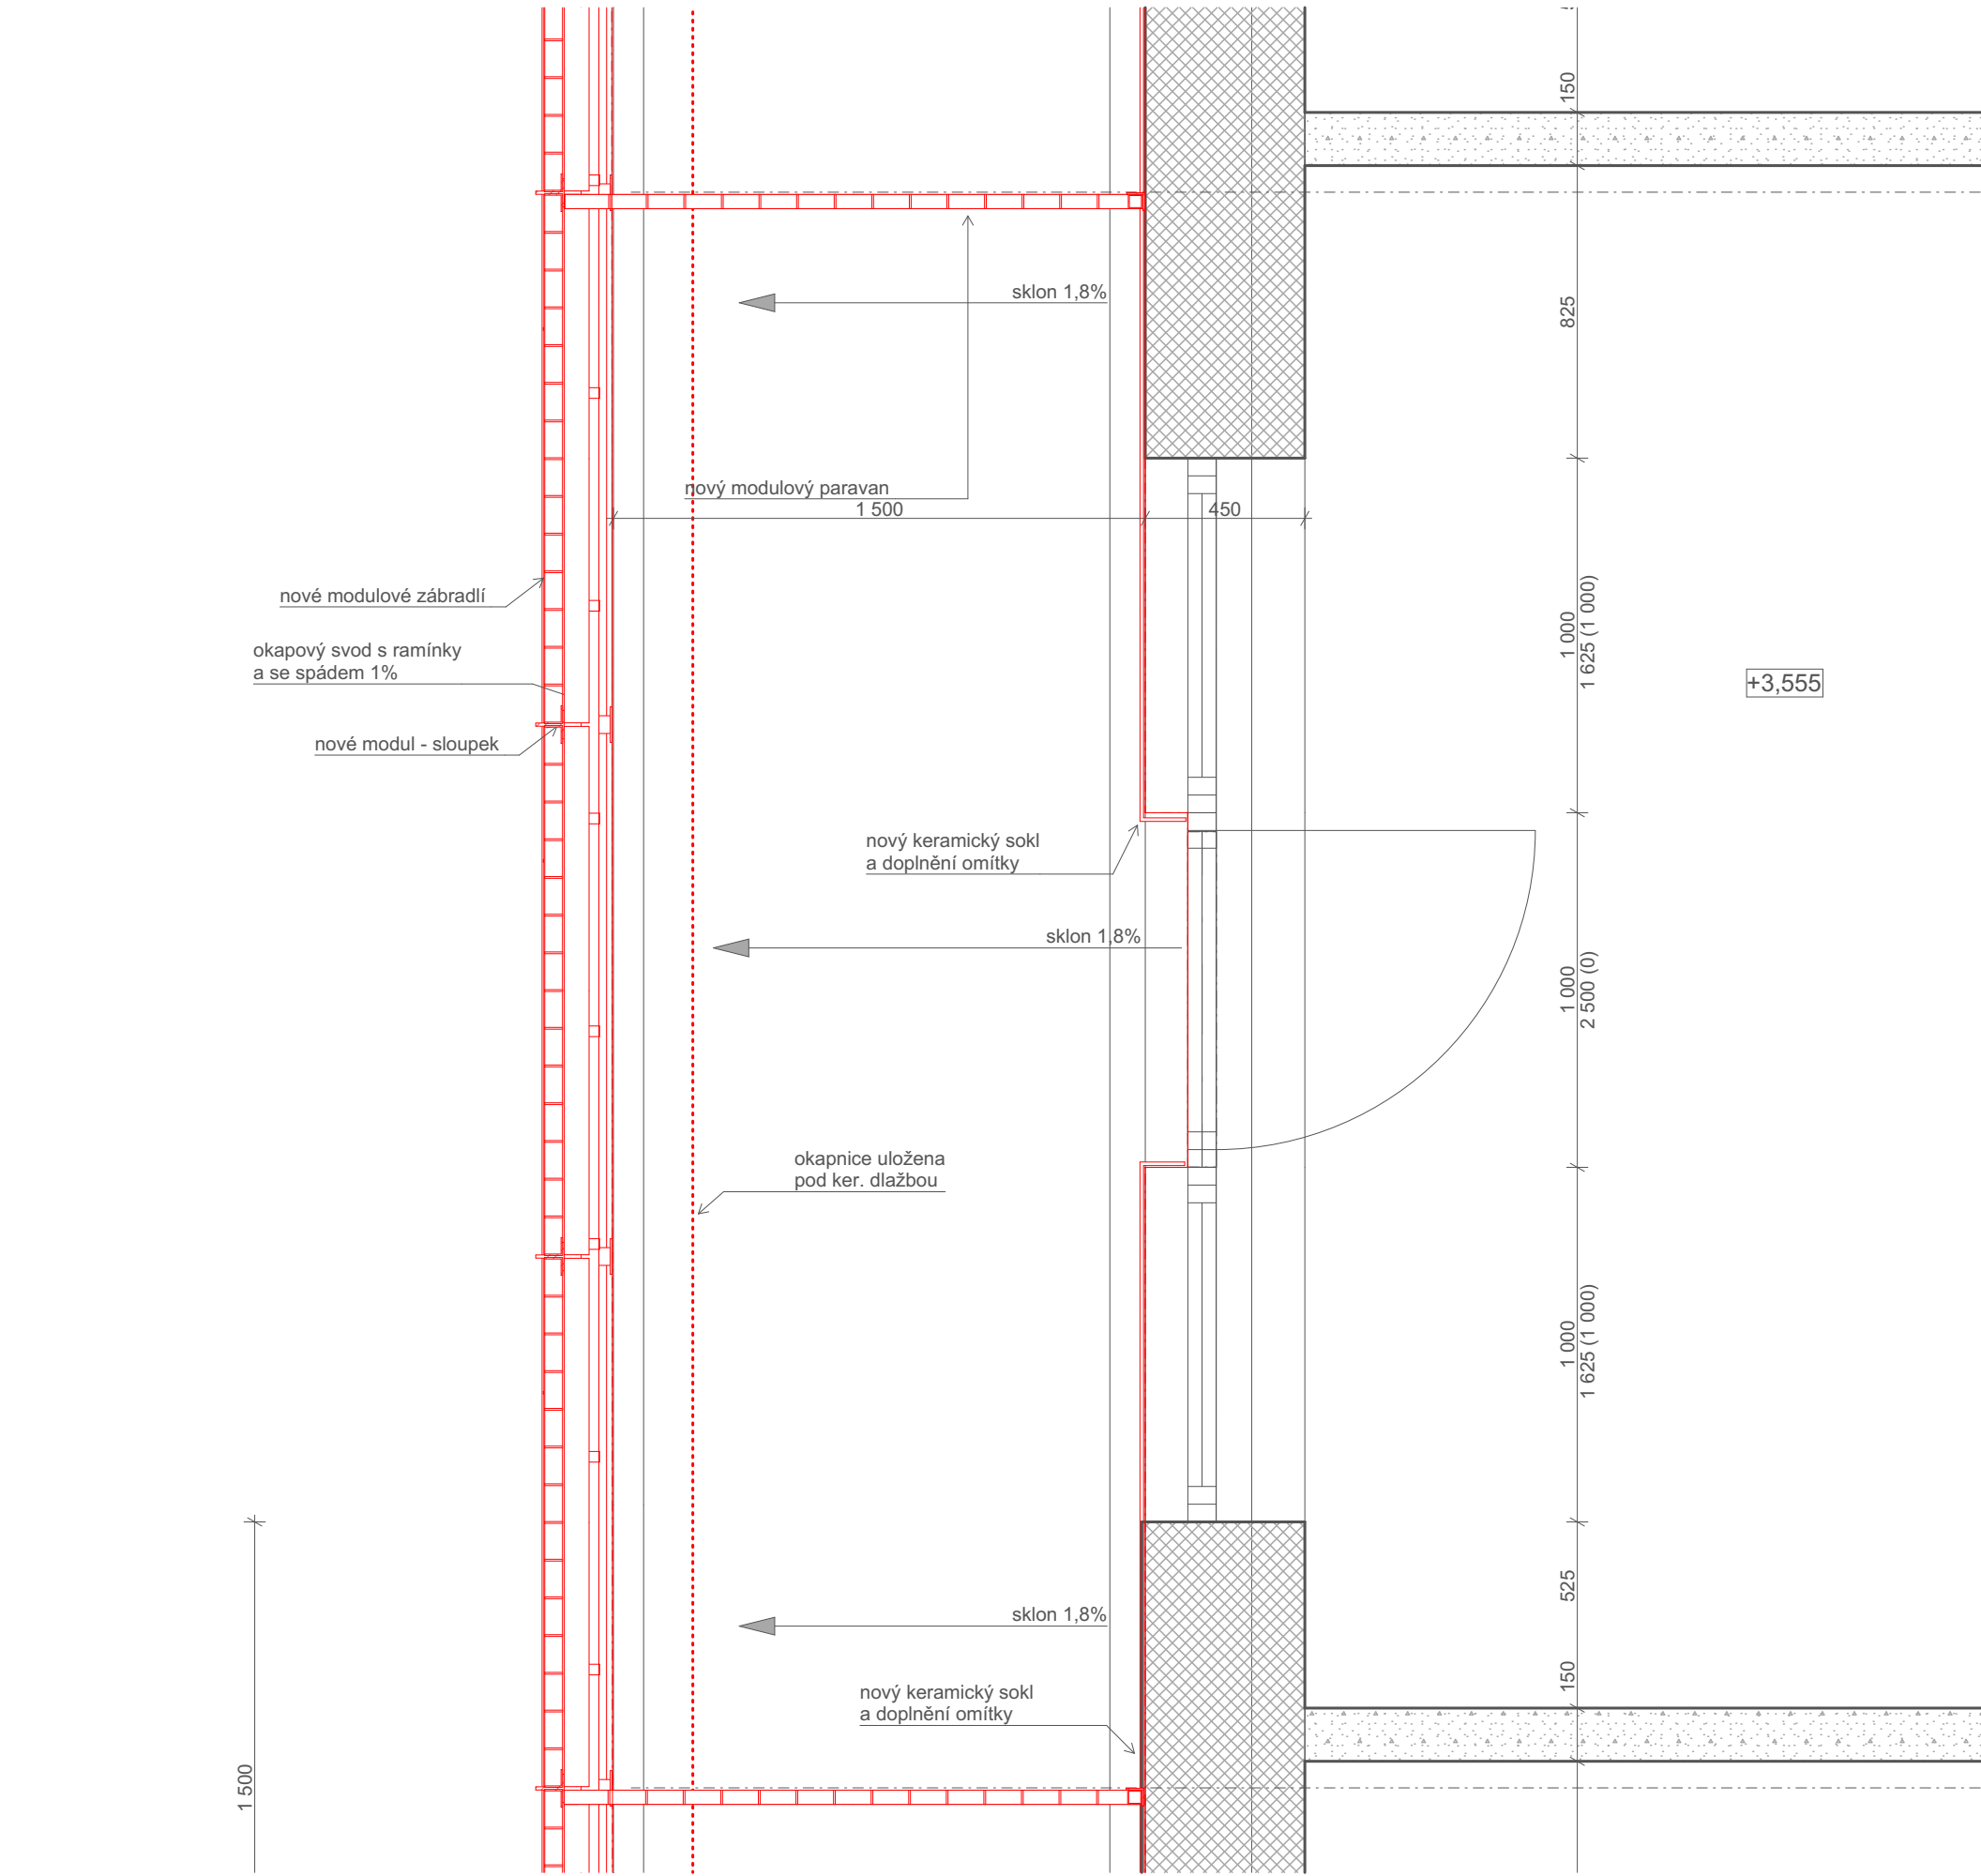 150
sklon 1,8%
825
nový modulový paravan
1 500
450
nové modulové zábradlí
1 000
1 625 (1 000)
okapový svod s ramínky
a se spádem 1%
+3,555
nové modul - sloupek
nový keramický sokl
a doplnění omítky
sklon 1,8%
1 000
2 500 (0)
okapnice uložena
pod ker. dlažbou
1 000
1 625 (1 000)
525
sklon 1,8%
150
nový keramický sokl
a doplnění omítky
1 500